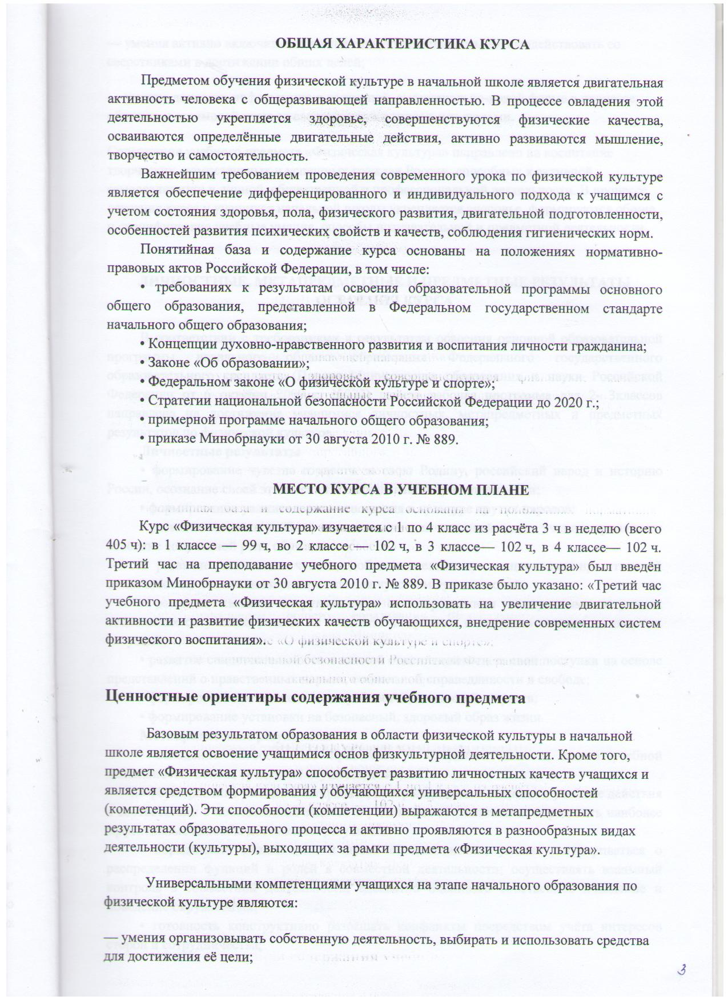 ОБЩАЯ ХАРАКТЕРИСТИКА КУРСА
Предметом обучения физической культуре в начальной школе является двигательная
активность человека с общеразвивающей направленностью. В процессе овладения этой
деятельностью укрепляется здоровье, совершенствуются физические качества,
осваиваются определённые двигательные действия, активно развиваются мышление,
творчество и самостоятельность.
Важнейшим требованием проведения современного урока по физической культуре
является обеспечение дифференцированного и индивидуального подхода к учащимся с
учетом состояния здоровья, пола, физического развития, двигательной подготовленности,
особенностей развития психических свойств и качеств, соблюдения гигиенических норм.
Понятийная база и содержание курса основаны на положениях нормативно-
правовых актов Российской Федерации, в том числе:
• требованиях к результатам освоения образовательной программы основного
общего образования, представленной в Федеральном государственном стандарте
начального общего образования;
• Концепции духовно-нравственного развития и воспитания личности гражданина;
• Законе «Об образовании»;
• Федеральном законе «О физической культуре и спорте»;
• Стратегии национальной безопасности Российской Федерации до 2020 г.;
• примерной программе начального общего образования;
• приказе Минобрнауки от 30 августа 2010 г. № 889.
МЕСТО КУРСА В УЧЕБНОМ ПЛАНЕ
Курс «Физическая культура» изучается с 1 по 4 класс из расчёта 3 ч в неделю (всего
405 ч): в 1 классе — 99 ч, во 2 классе — 102 ч, в 3 классе— 102 ч, в 4 классе— 102 ч.
Третий час на преподавание учебного предмета «Физическая культура» был введён
приказом Минобрнауки от 30 августа 2010 г. № 889. В приказе было указано: «Третий час
учебного предмета «Физическая культура» использовать на увеличение двигательной
активности и развитие физических качеств обучающихся, внедрение современных систем
физического воспитания».
Ценностные ориентиры содержания учебного предмета
Базовым результатом образования в области физической культуры в начальной
школе является освоение учащимися основ физкультурной деятельности. Кроме того,
предмет «Физическая культура» способствует развитию личностных качеств учащихся и
является средством формирования у обучающихся универсальных способностей
(компетенций). Эти способности (компетенции) выражаются в метапредметных
результатах образовательного процесса и активно проявляются в разнообразных видах
деятельности (культуры), выходящих за рамки предмета «Физическая культура».
Универсальными компетенциями учащихся на этапе начального образования по
физической культуре являются:
— умения организовывать собственную деятельность, выбирать и использовать средства
для достижения её цели;
3